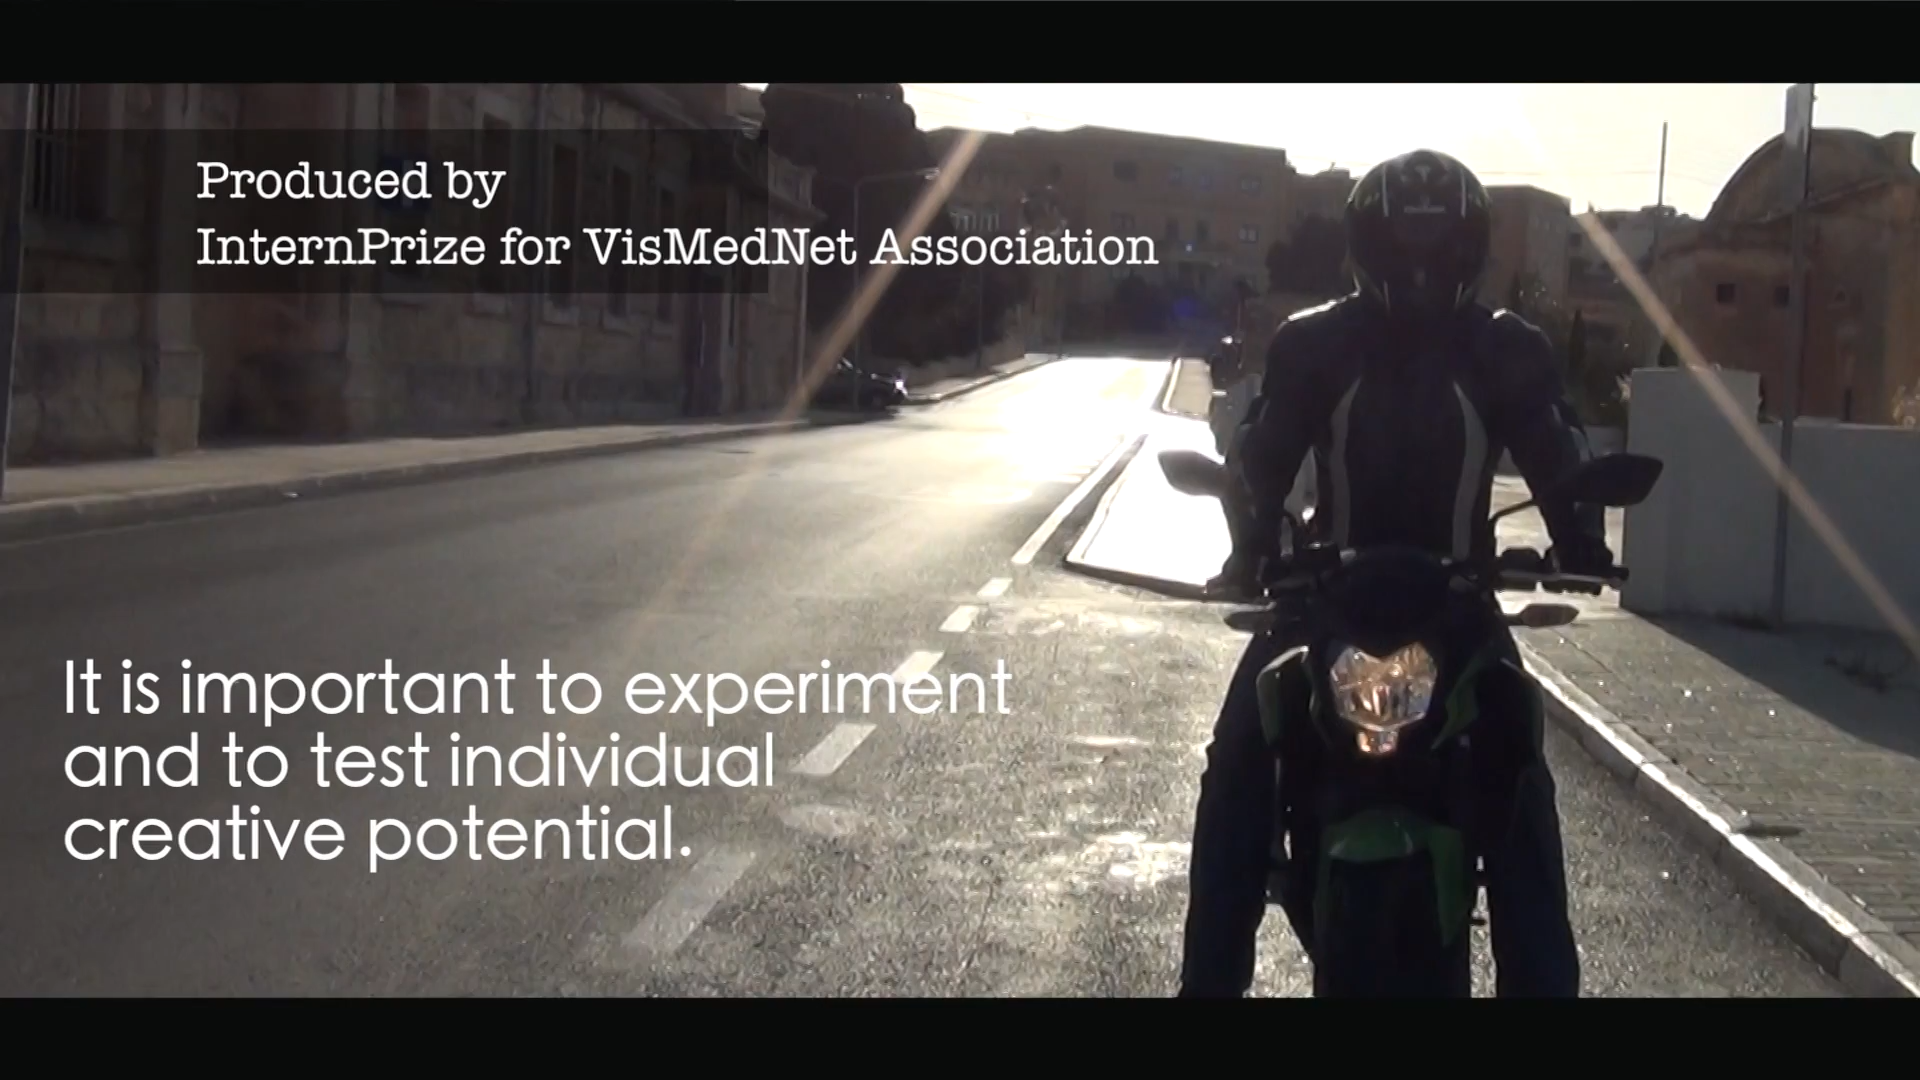 Produced by
InternPrize for VisMedNet Association
It is important to experiment
and to test individual
creative potential.